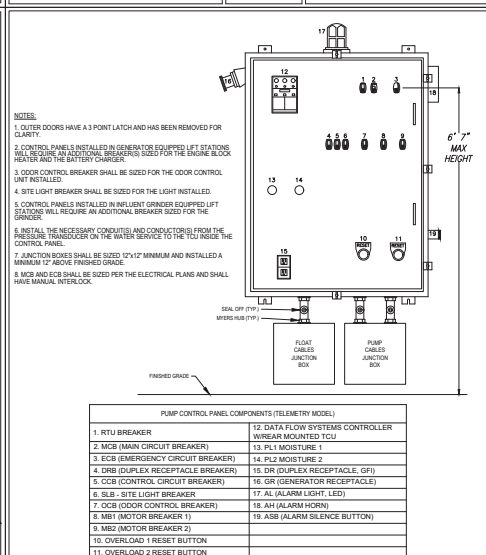 17
16
12
1
2
3
18
4
5
6
7
8
9
6' 7"
MAX
HEIGHT
NOTES:
1. OUTER DOORS HAVE A 3 POINT LATCH AND HAS BEEN REMOVED FOR
CLARITY.
2. CONTROL PANELS INSTALLED IN GENERATOR EQUIPPED LIFT STATIONS
WILL REQUIRE AN ADDITIONAL BREAKER(S) SIZED FOR THE ENGINE BLOCK
HEATER AND THE BATTERY CHARGER.
3. ODOR CONTROL BREAKER SHALL BE SIZED FOR THE ODOR CONTROL
UNIT INSTALLED.
4. SITE LIGHT BREAKER SHALL BE SIZED FOR THE LIGHT INSTALLED.
5. CONTROL PANELS INSTALLED IN INFLUENT GRINDER EQUIPPED LIFT
STATIONS WILL REQUIRE AN ADDITIONAL BREAKER SIZED FOR THE
GRINDER.
6. INSTALL THE NECESSARY CONDUIT(S) AND CONDUCTOR(S) FROM THE
PRESSURE TRANSDUCER ON THE WATER SERVICE TO THE TCU INSIDE THE
CONTROL PANEL.
7. JUNCTION BOXES SHALL BE SIZED 12"x12" MINIMUM AND INSTALLED A
MINIMUM 12" ABOVE FINISHED GRADE.
8. MCB AND ECB SHALL BE SIZED PER THE ELECTRICAL PLANS AND SHALL
HAVE MANUAL INTERLOCK.
13
14
19
10
11
RESET
RESET
15
SEAL OFF (TYP.)
MYERS HUB (TYP.)
FLOAT
CABLES
JUNCTION
BOX
PUMP
CABLES
JUNCTION
BOX
FINISHED GRADE
PUMP CONTROL PANEL COMPONENTS (TELEMETRY MODEL)
1. RTU BREAKER
12. DATA FLOW SYSTEMS CONTROLLER
W/REAR MOUNTED TCU
2. MCB (MAIN CIRCUIT BREAKER)
13. PL1 MOISTURE 1
3. ECB (EMERGENCY CIRCUIT BREAKER)
14. PL2 MOISTURE 2
4. DRB (DUPLEX RECEPTACLE BREAKER)
15. DR (DUPLEX RECEPTACLE, GFI)
5. CCB (CONTROL CIRCUIT BREAKER)
16. GR (GENERATOR RECEPTACLE)
6. SLB - SITE LIGHT BREAKER
17. AL (ALARM LIGHT, LED)
7. OCB (ODOR CONTROL BREAKER)
18. AH (ALARM HORN)
8. MB1 (MOTOR BREAKER 1)
19. ASB (ALARM SILENCE BUTTON)
9. MB2 (MOTOR BREAKER 2)
10. OVERLOAD 1 RESET BUTTON
11. OVERLOAD 2 RESET BUTTON